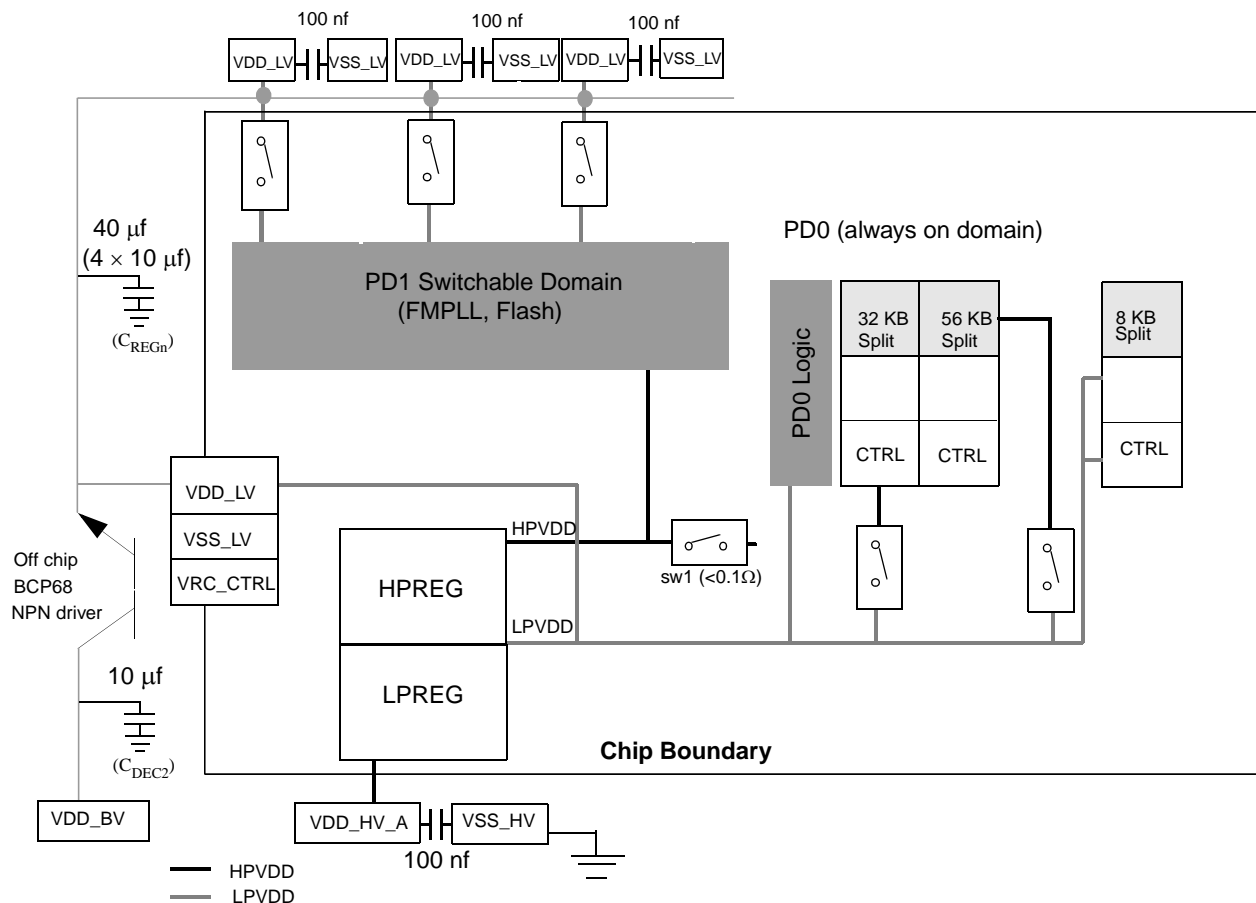 100 nf
100 nf
100 nf
VDD_LV
VSS_LV
VDD_LV
VSS_LV
VDD_LV
VSS_LV
40 μf
(4 × 10 μf)
(CREGn)
PD1 Switchable Domain
(FMPLL, Flash)
PD0 (always on domain)
PD0 Logic
32 KB
Split
56 KB
Split
8 KB
Split
CTRL
CTRL
CTRL
VDD_LV
VSS_LV
VRC_CTRL
Off chip
BCP68
NPN driver
HPVDD
HPREG
sw1 (<0.1Ω)
LPVDD
LPREG
10 μf
(CDEC2)
Chip Boundary
VDD_BV
VDD_HV_A
VSS_HV
100 nf
HPVDD
LPVDD